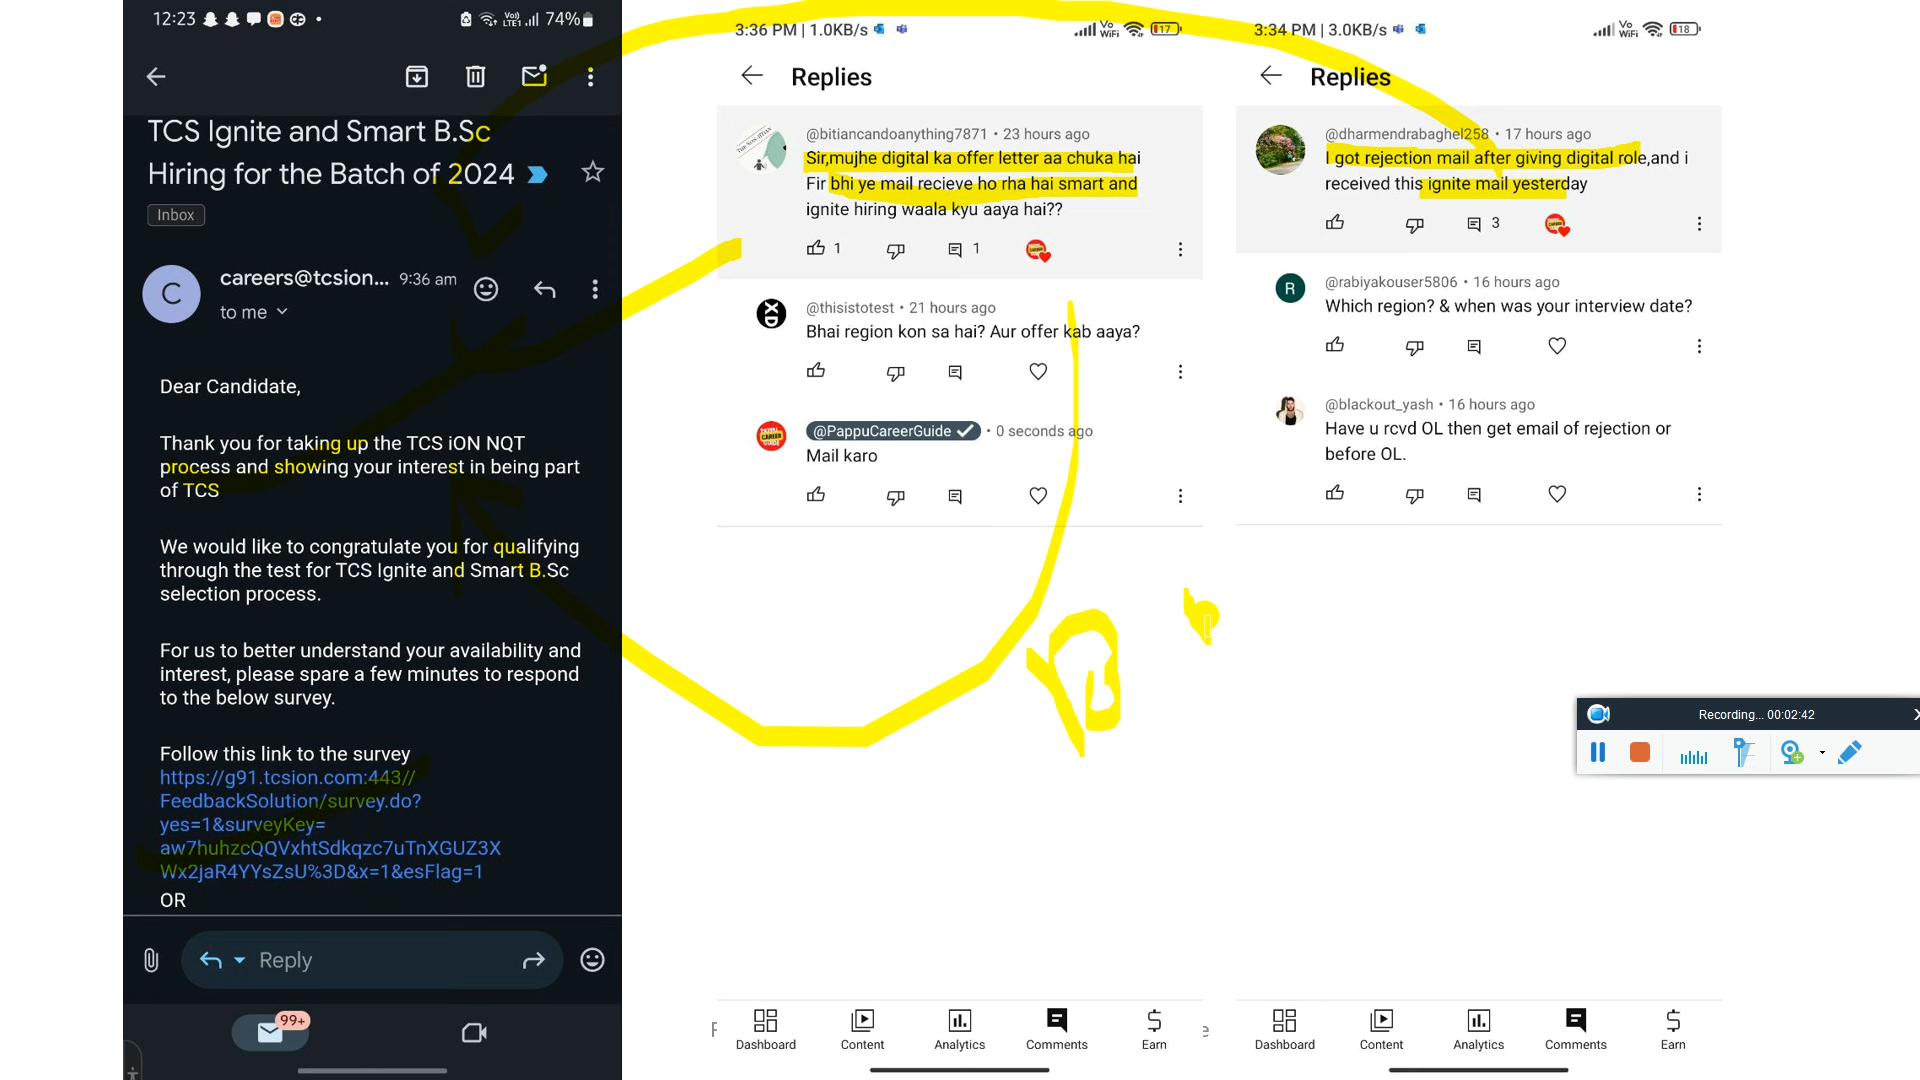 12:23
Vo)) LTE1 74%
TCS Ignite and Smart B.Sc
Hiring for the Batch of 2024
Inbox
C
careers@tcsion... 9:36 am
to me
Dear Candidate,
Thank you for taking up the TCS iON NQT
process and showing your interest in being part
of TCS
We would like to congratulate you for qualifying
through the test for TCS Ignite and Smart B.Sc
selection process.
For us to better understand your availability and
interest, please spare a few minutes to respond
to the below survey.
Follow this link to the survey
https://g91.tcsion.com:443//
FeedbackSolution/survey.do?
yes=1&surveyKey=
aw7huhzcQQVxhtSdkqzc7uTnXGUZ3X
Wx2jaR4YYsZsU%3D&x=1&esFlag=1
OR
Reply
99+
3:36 PM | 1.0KB/s
Vo WiFi 17
Replies
@bitiancandoanything7871 • 23 hours ago
Sir,mujhe digital ka offer letter aa chuka hai
Fir bhi ye mail recieve ho rha hai smart and
ignite hiring waala kyu aaya hai??
1 1
@thisistotest • 21 hours ago
Bhai region kon sa hai? Aur offer kab aaya?
@PappuCareerGuide • 0 seconds ago
Mail karo
Dashboard Content Analytics Comments Earn
3:34 PM | 3.0KB/s
Vo WiFi 18
Replies
@dharmendrabaghel258 • 17 hours ago
I got rejection mail after giving digital role,and i
received this ignite mail yesterday
3
R
@rabiyakouser5806 • 16 hours ago
Which region? & when was your interview date?
@blackout_yash • 16 hours ago
Have u rcvd OL then get email of rejection or
before OL.
Dashboard Content Analytics Comments Earn
Recording... 00:02:42